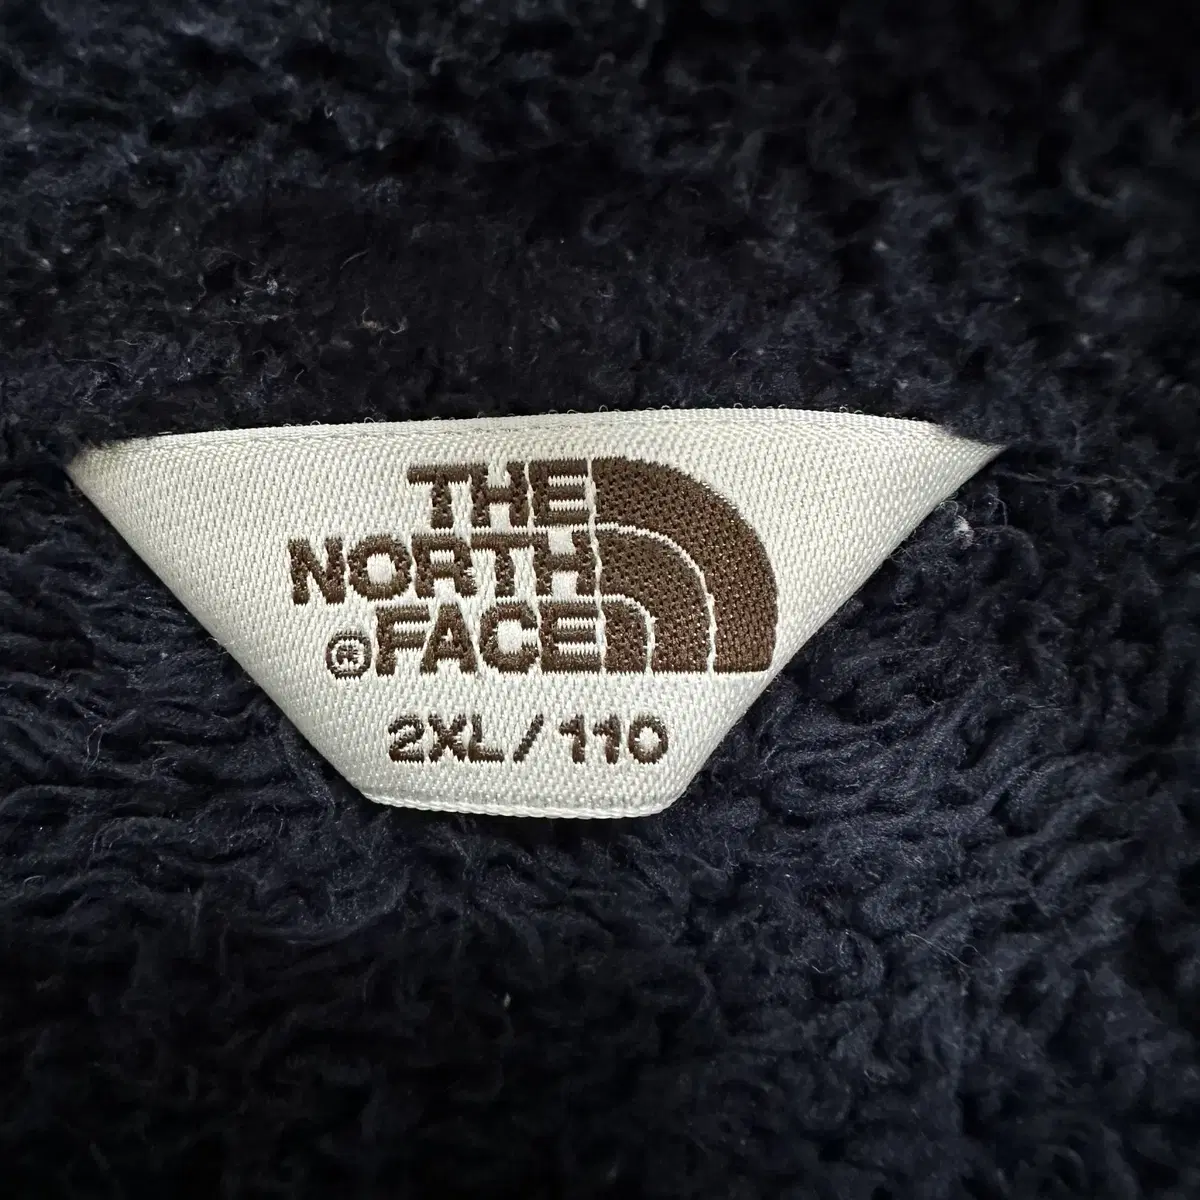 THE
NORTH
®FACE
2XL/110